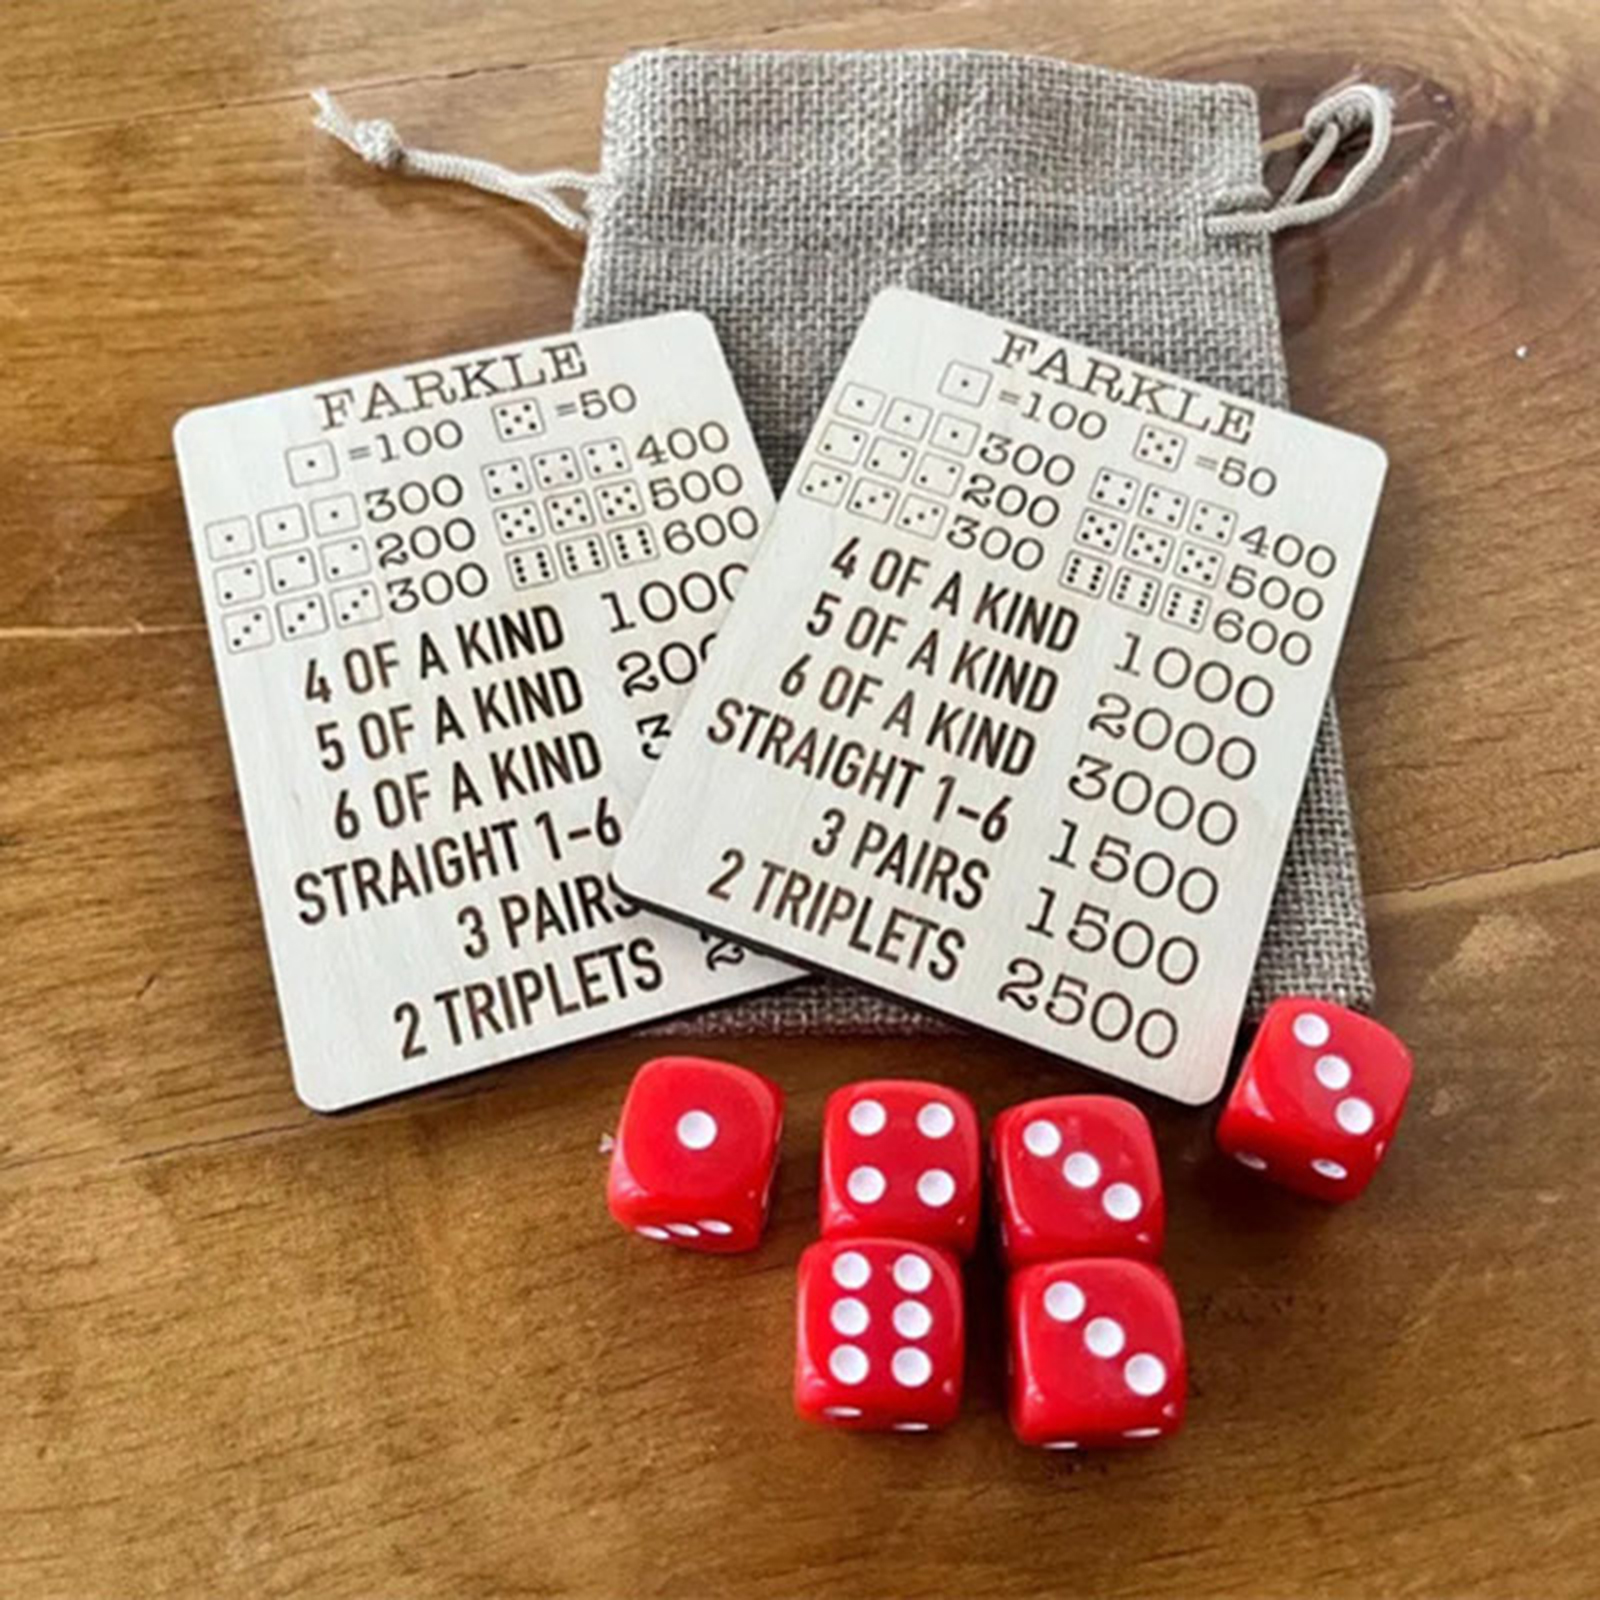 FARKLE
=100 =50
300 400
200 500
300 600
4 OF A KIND 1000
5 OF A KIND
6 OF A KIND
STRAIGHT 1-6
3 PAIRS
2 TRIPLETS
FARKLE
=100 =50
300 400
200 500
300 600
4 OF A KIND 1000
5 OF A KIND 2000
6 OF A KIND 3000
STRAIGHT 1-6 1500
3 PAIRS 1500
2 TRIPLETS 2500